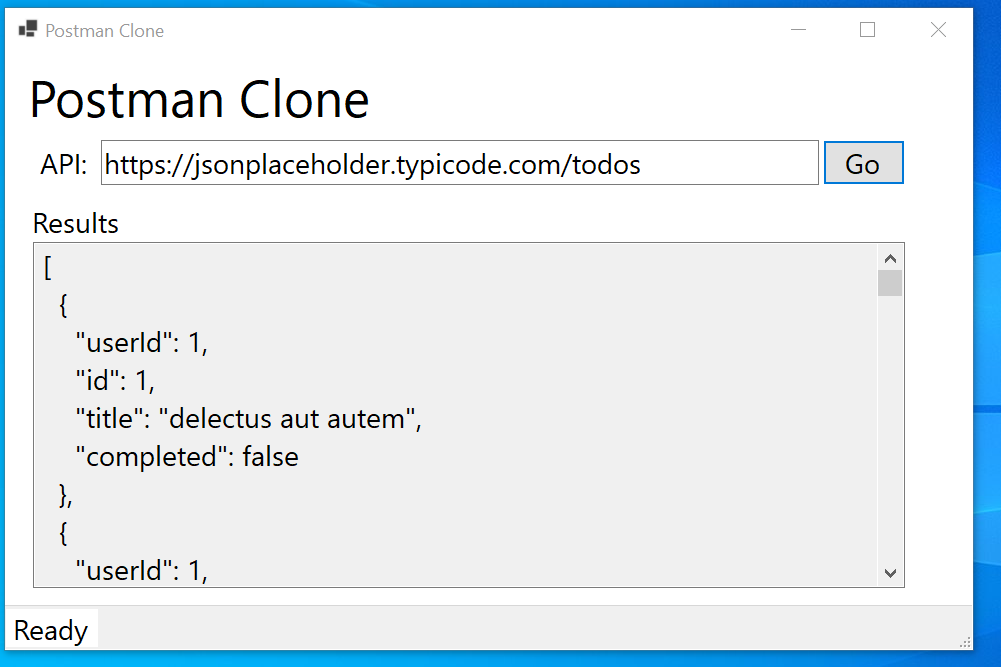 Postman Clone
Postman Clone
API: https://jsonplaceholder.typicode.com/todos Go
Results
[
{
"userId": 1,
"id": 1,
"title": "delectus aut autem",
"completed": false
},
{
"userId": 1,
Ready